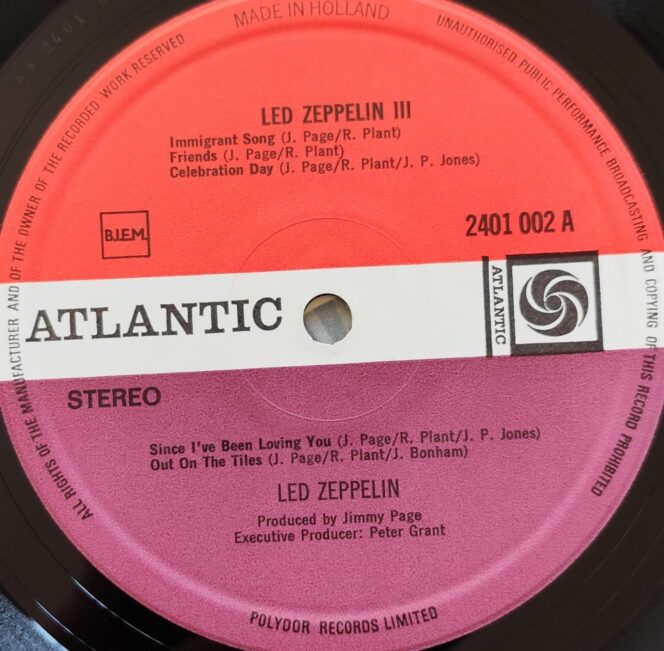 MADE IN HOLLAND
ALL RIGHTS OF THE MANUFACTURER AND OF THE OWNER OF THE RECORDED WORK RESERVED
UNAUTHORISED PUBLIC PERFORMANCE BROADCASTING AND COPYING OF THIS RECORD PROHIBITED
LED ZEPPELIN III
Immigrant Song (J. Page/R. Plant)
Friends (J. Page/R. Plant)
Celebration Day (J. Page/R. Plant/J. P. Jones)
B.I.E.M.
2401 002 A
ATLANTIC
ATLANTIC
STEREO
Since I've Been Loving You (J. Page/R. Plant/J. P. Jones)
Out On The Tiles (J. Page/R. Plant/J. Bonham)
LED ZEPPELIN
Produced by Jimmy Page
Executive Producer: Peter Grant
POLYDOR RECORDS LIMITED